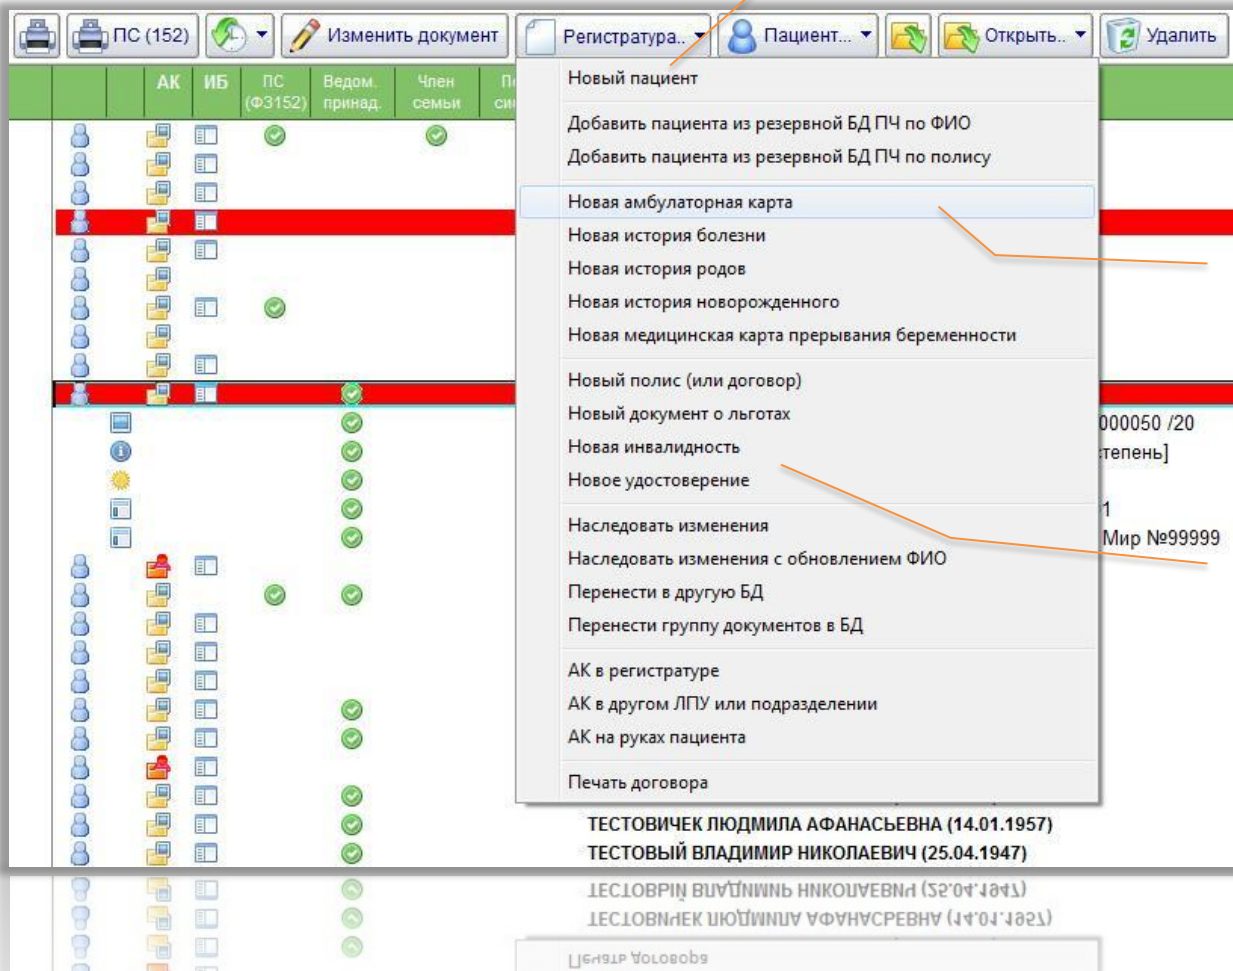 ПС (152)
Изменить документ
Регистратура..
Пациент...
Открыть..
Удалить
АК
ИБ
ПС
(ФЗ152)
Ведом.
принад.
Член
семьи
Новый пациент
Добавить пациента из резервной БД ПЧ по ФИО
Добавить пациента из резервной БД ПЧ по полису
Новая амбулаторная карта
Новая история болезни
Новая история родов
Новая история новорожденного
Новая медицинская карта прерывания беременности
Новый полис (или договор)
Новый документ о льготах
000050 /20
Новая инвалидность
тепень]
Новое удостоверение
Наследовать изменения
1
Мир №99999
Наследовать изменения с обновлением ФИО
Перенести в другую БД
Перенести группу документов в БД
АК в регистратуре
АК в другом ЛПУ или подразделении
АК на руках пациента
Печать договора
ТЕСТОВИЧЕК ЛЮДМИЛА АФАНАСЬЕВНА (14.01.1957)
ТЕСТОВЫЙ ВЛАДИМИР НИКОЛАЕВИЧ (25.04.1947)